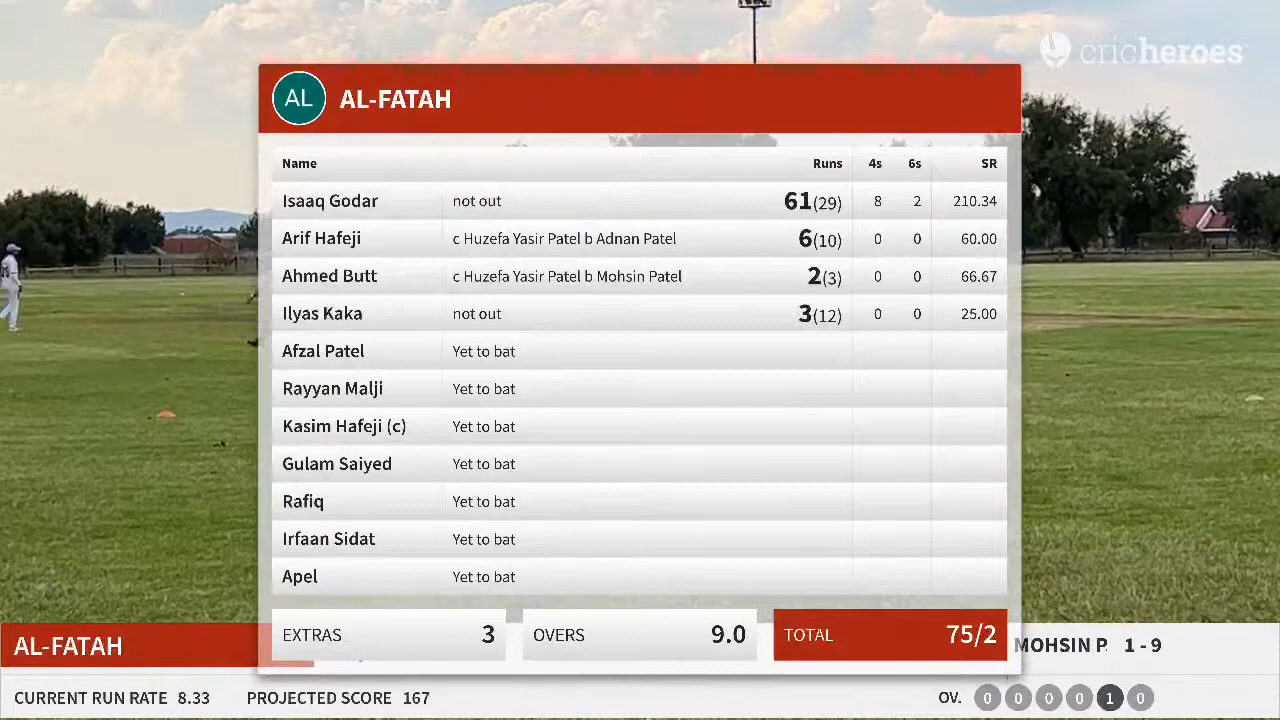 cricheroes
AL AL-FATAH
Name Runs 4s 6s SR
Isaaq Godar not out 61(29) 8 2 210.34
Arif Hafeji c Huzefa Yasir Patel b Adnan Patel 6(10) 0 0 60.00
Ahmed Butt c Huzefa Yasir Patel b Mohsin Patel 2(3) 0 0 66.67
Ilyas Kaka not out 3(12) 0 0 25.00
Afzal Patel Yet to bat
Rayyan Malji Yet to bat
Kasim Hafeji (c) Yet to bat
Gulam Saiyed Yet to bat
Rafiq Yet to bat
Irfaan Sidat Yet to bat
Apel Yet to bat
EXTRAS 3 OVERS 9.0 TOTAL 75/2
AL-FATAH MOHSIN P 1 - 9
CURRENT RUN RATE 8.33 PROJECTED SCORE 167 OV. 0 0 0 0 1 0